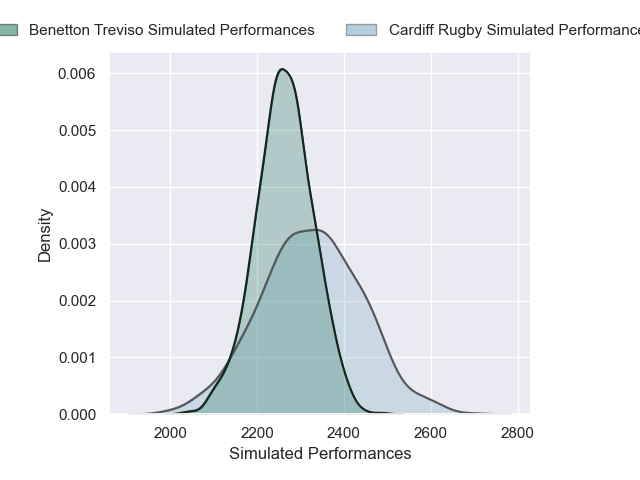 Benetton Treviso Simulated Performances
Cardiff Rugby Simulated Performance
0.006
0.005
0.004
0.003
0.002
0.001
0.000
Density
2000 2200 2400 2600 2800
Simulated Performances